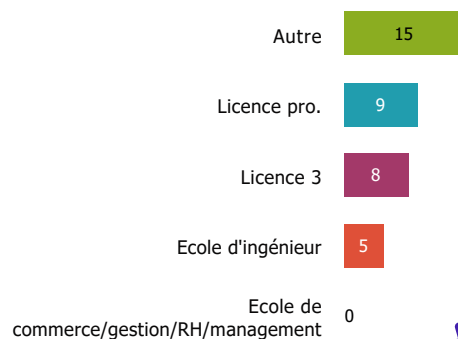 Autre 15
Licence pro. 9
Licence 3 8
Ecole d'ingénieur 5
Ecole de
commerce/gestion/RH/management 0